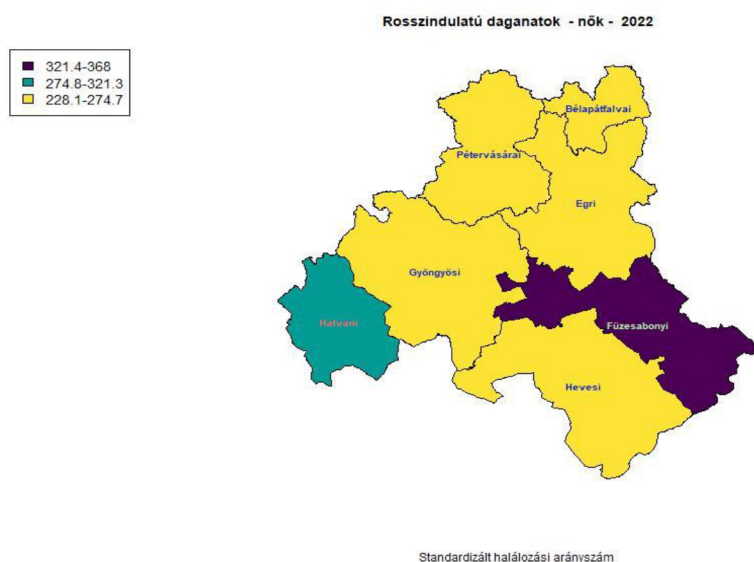 Rosszindulatú daganatok - nők - 2022
321.4-368
274.8-321.3
228.1-274.7
Bélapátfalvai
Pétervásárai
Egri
Gyöngyösi
Hatvani
Füzesabonyi
Hevesi
Standardizált halálozási arányszám